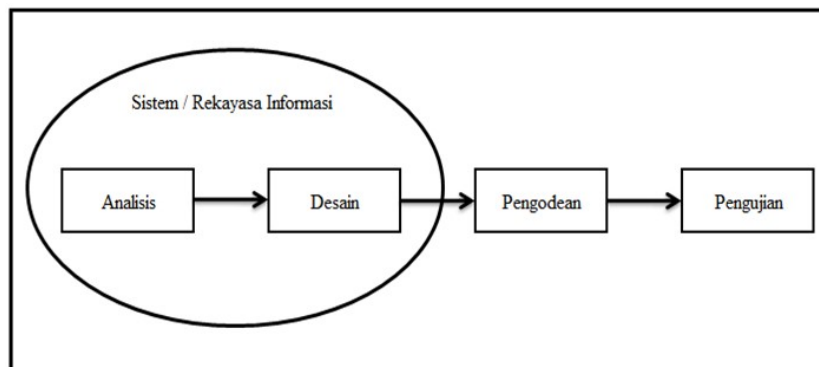 Sistem / Rekayasa Informasi
Analisis
Desain
Pengodean
Pengujian